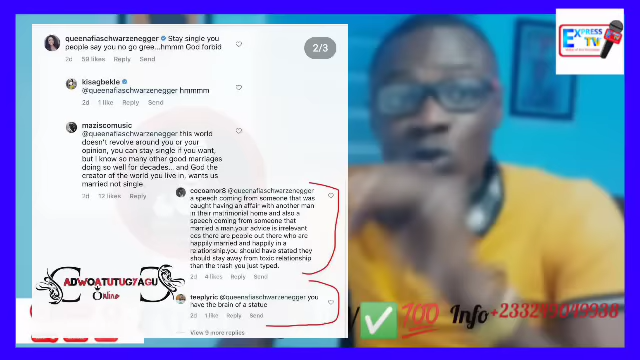 queenafiaschwarzenegger Stay single you
people say you no go gree...hmmm God forbid
2d 59 likes Reply Send
2/3
kisagbekle
@queenafiaschwarzenegger hmmmm
2d 1 like Reply Send
maziscomusic
@queenafiaschwarzenegger this world
doesn't revolve around you or your
opinion, you can stay single if you want,
but I know so many other good marriages
doing so well for decades... and God the
creator of the world you live in, wants us
married not single
2d 12 likes Reply
cocoamor8 @queenafiaschwarzenegger
a speech coming from someone that was
caught having an affair with another man
in their matrimonial home and also a
speech coming from someone that
married a man.your advice is irrelevant
cos there are people out there who are
happily married and happily in a
relationship.you should have stated they
should stay away from toxic relationship
than the trash you just typed.
2d 4 likes Reply Send
teeplyric @queenafiaschwarzenegger you
have the brain of a statue
2d 1 like Reply Send
View 9 more replies
ADWOATUTUGYAGU
Online
EXPRESS
TV
100 Info+233249049938